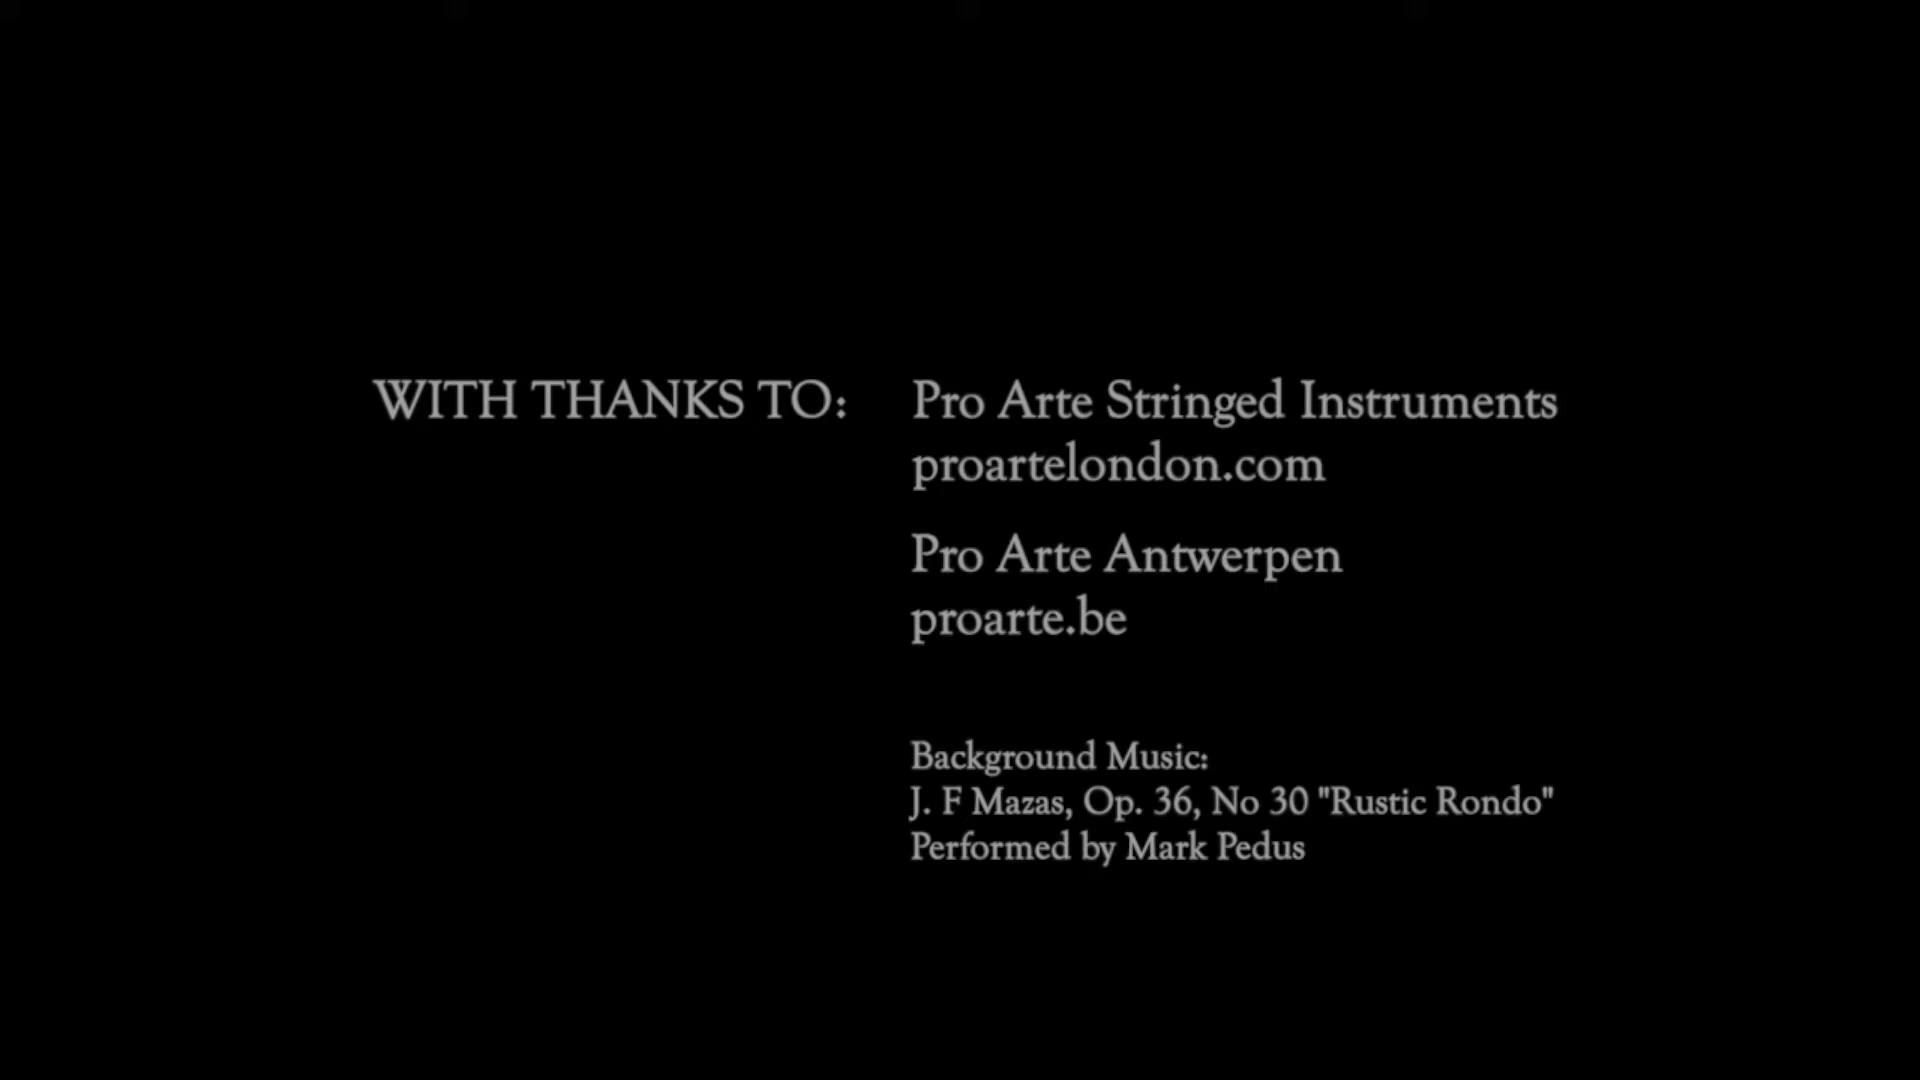 WITH THANKS TO: Pro Arte Stringed Instruments
proartelondon.com
Pro Arte Antwerpen
proarte.be
Background Music:
J. F Mazas, Op. 36, No 30 "Rustic Rondo"
Performed by Mark Pedus